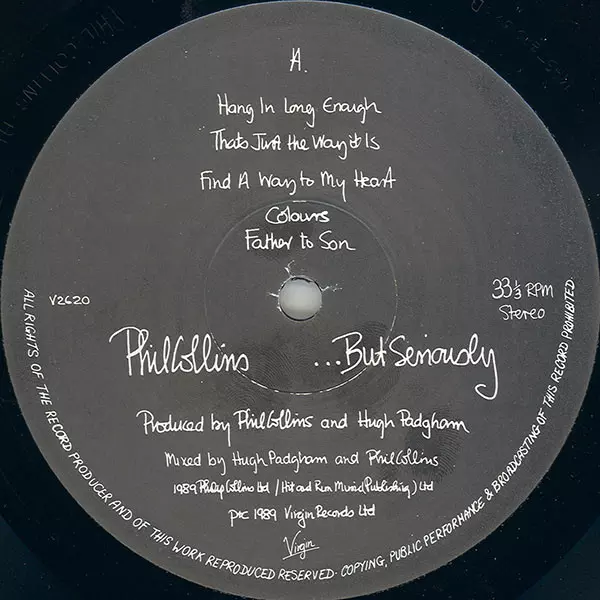 A.
Hang In Long Enough
Thats Just the Way it Is
Find A Way to My Heart
Colours
Father to Son
V2620
33⅓ RPM
Stereo
Phil Collins ...But Seriously
Produced by Phil Collins and Hugh Padgham
Mixed by Hugh Padgham and Phil Collins
1989 Philip Collins Ltd / Hit and Run Music (Publishing) Ltd
p+c 1989 Virgin Records Ltd
Virgin
ALL RIGHTS OF THE RECORD PRODUCER AND OF THIS WORK REPRODUCED RESERVED. COPYING, PUBLIC PERFORMANCE & BROADCASTING OF THIS RECORD PROHIBITED.